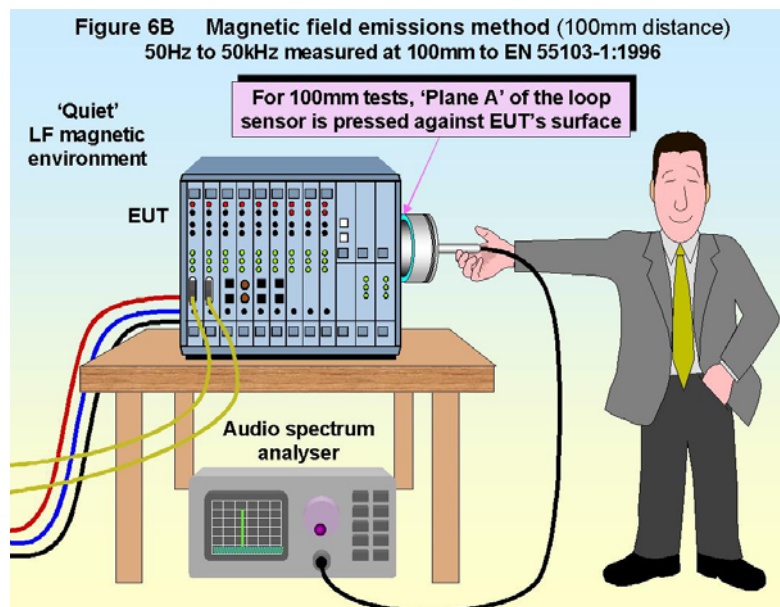 Figure 6B Magnetic field emissions method (100mm distance)
50Hz to 50kHz measured at 100mm to EN 55103-1:1996
‘Quiet’
LF magnetic
environment
For 100mm tests, ‘Plane A’ of the loop
sensor is pressed against EUT’s surface
EUT
Audio spectrum
analyser